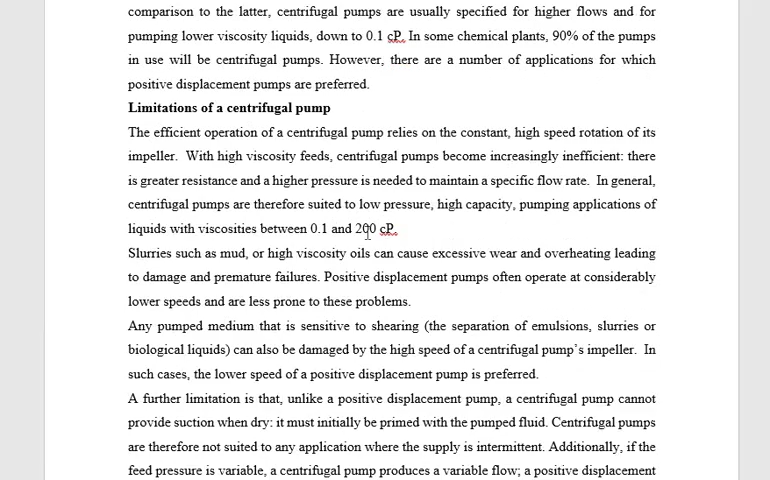 comparison to the latter, centrifugal pumps are usually specified for higher flows and for
pumping lower viscosity liquids, down to 0.1 cP. In some chemical plants, 90% of the pumps
in use will be centrifugal pumps. However, there are a number of applications for which
positive displacement pumps are preferred.
Limitations of a centrifugal pump
The efficient operation of a centrifugal pump relies on the constant, high speed rotation of its
impeller.  With high viscosity feeds, centrifugal pumps become increasingly inefficient: there
is greater resistance and a higher pressure is needed to maintain a specific flow rate.  In general,
centrifugal pumps are therefore suited to low pressure, high capacity, pumping applications of
liquids with viscosities between 0.1 and 200 cP.
Slurries such as mud, or high viscosity oils can cause excessive wear and overheating leading
to damage and premature failures. Positive displacement pumps often operate at considerably
lower speeds and are less prone to these problems.
Any pumped medium that is sensitive to shearing (the separation of emulsions, slurries or
biological liquids) can also be damaged by the high speed of a centrifugal pump’s impeller.  In
such cases, the lower speed of a positive displacement pump is preferred.
A further limitation is that, unlike a positive displacement pump, a centrifugal pump cannot
provide suction when dry: it must initially be primed with the pumped fluid. Centrifugal pumps
are therefore not suited to any application where the supply is intermittent. Additionally, if the
feed pressure is variable, a centrifugal pump produces a variable flow; a positive displacement